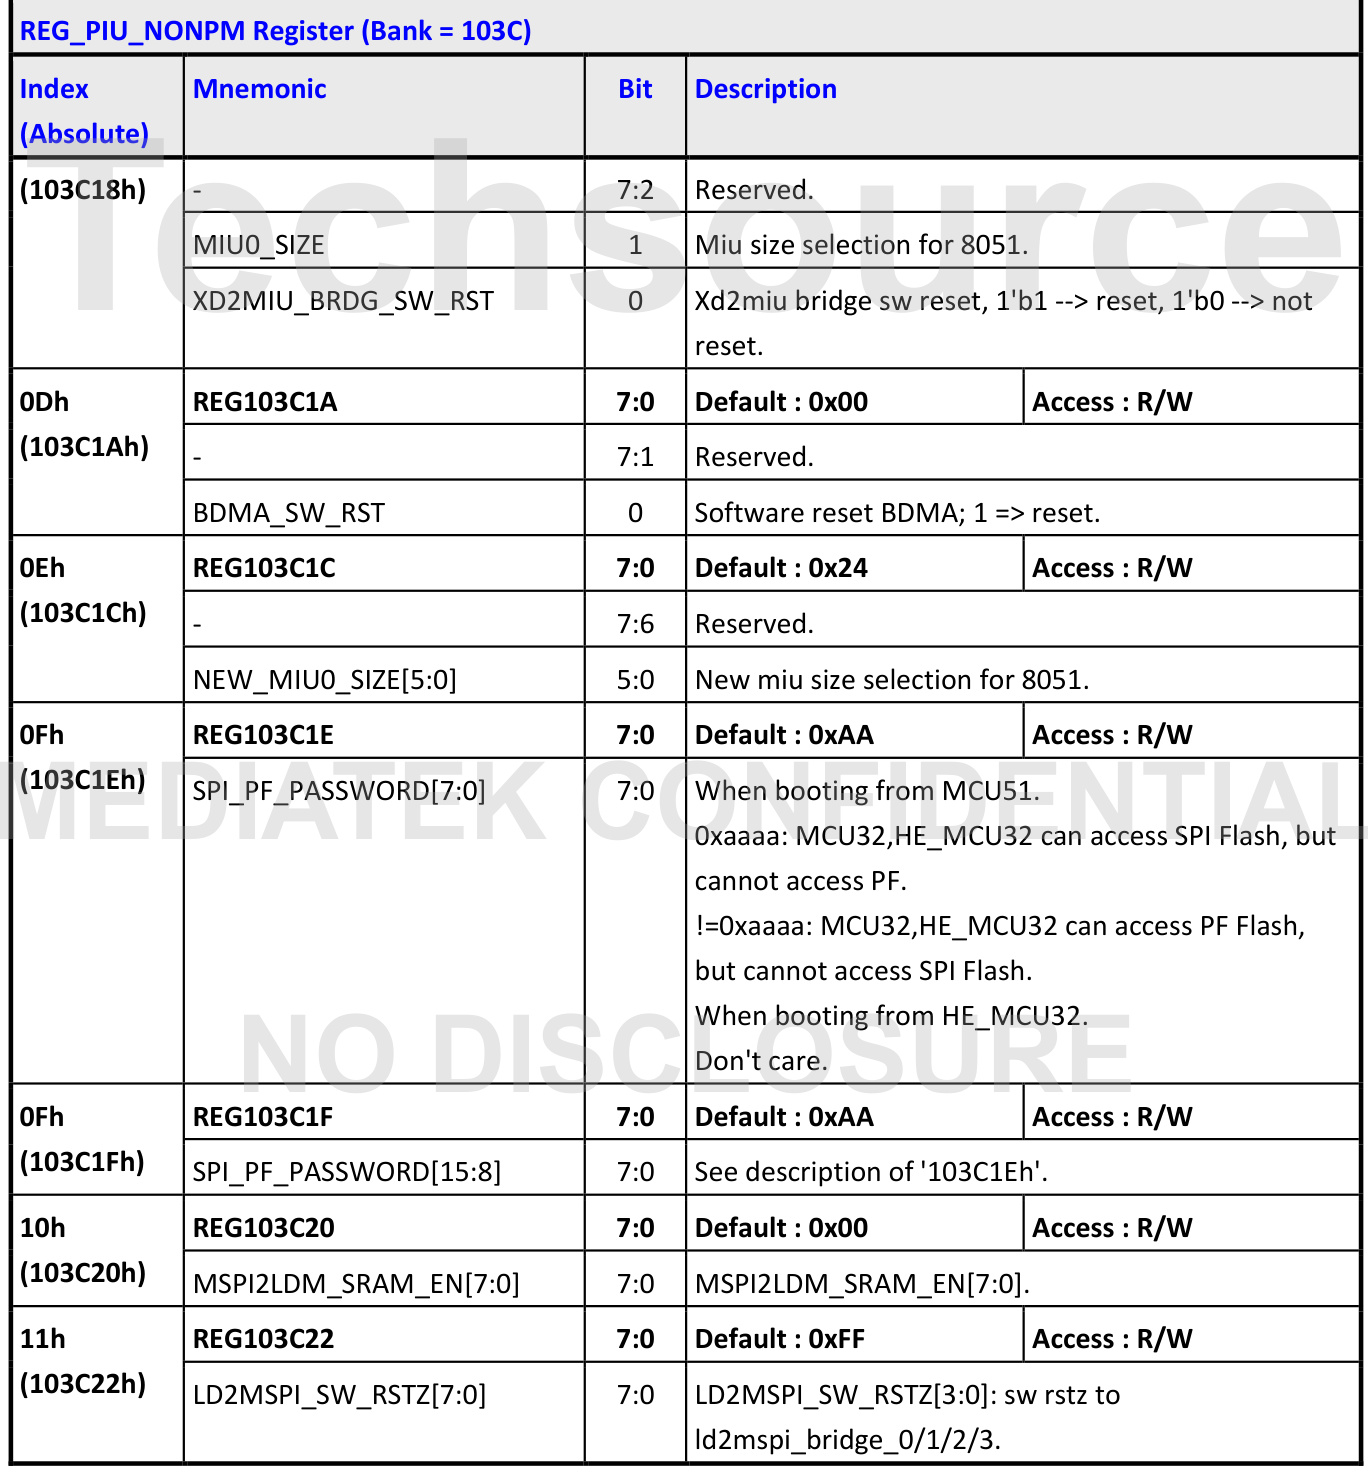 REG_PIU_NONPM Register (Bank = 103C)
Index Mnemonic Bit Description
(Absolute)
(103C18h) - 7:2 Reserved.
MIU0_SIZE 1 Miu size selection for 8051.
XD2MIU_BRDG_SW_RST 0 Xd2miu bridge sw reset, 1'b1 --> reset, 1'b0 --> not
reset.
0Dh REG103C1A 7:0 Default : 0x00 Access : R/W
(103C1Ah)
- 7:1 Reserved.
BDMA_SW_RST 0 Software reset BDMA; 1 => reset.
0Eh REG103C1C 7:0 Default : 0x24 Access : R/W
(103C1Ch)
- 7:6 Reserved.
NEW_MIU0_SIZE[5:0] 5:0 New miu size selection for 8051.
0Fh REG103C1E 7:0 Default : 0xAA Access : R/W
(103C1Eh)
SPI_PF_PASSWORD[7:0] 7:0 When booting from MCU51.
0xaaaa: MCU32,HE_MCU32 can access SPI Flash, but
cannot access PF.
!=0xaaaa: MCU32,HE_MCU32 can access PF Flash,
but cannot access SPI Flash.
When booting from HE_MCU32.
Don't care.
0Fh REG103C1F 7:0 Default : 0xAA Access : R/W
(103C1Fh)
SPI_PF_PASSWORD[15:8] 7:0 See description of '103C1Eh'.
10h REG103C20 7:0 Default : 0x00 Access : R/W
(103C20h)
MSPI2LDM_SRAM_EN[7:0] 7:0 MSPI2LDM_SRAM_EN[7:0].
11h REG103C22 7:0 Default : 0xFF Access : R/W
(103C22h)
LD2MSPI_SW_RSTZ[7:0] 7:0 LD2MSPI_SW_RSTZ[3:0]: sw rstz to
ld2mspi_bridge_0/1/2/3.
Techsource
MEDIATEK CONFIDENTIAL
NO DISCLOSURE